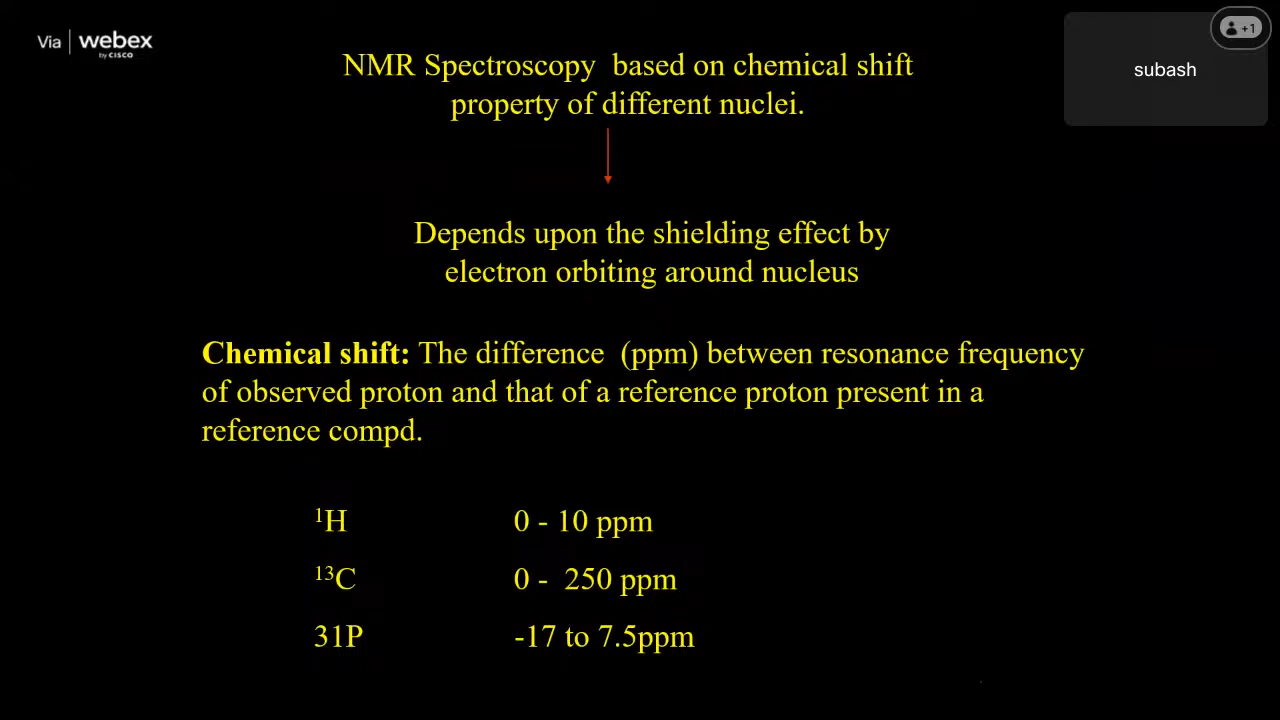 Via webex
by CISCO
+1
subash
NMR Spectroscopy based on chemical shift
property of different nuclei.
Depends upon the shielding effect by
electron orbiting around nucleus
Chemical shift: The difference (ppm) between resonance frequency
of observed proton and that of a reference proton present in a
reference compd.
¹H 0 - 10 ppm
¹³C 0 - 250 ppm
31P -17 to 7.5ppm